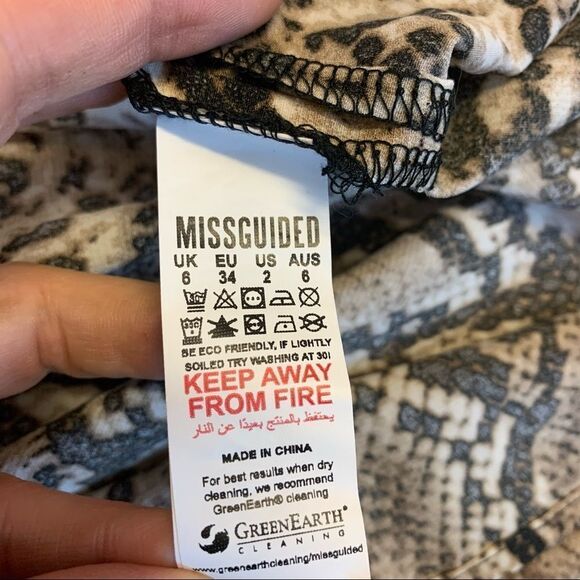 MISSGUIDED
UK EU US AUS
6 34 2 6
BE ECO FRIENDLY, IF LIGHTLY
SOILED TRY WASHING AT 30!
KEEP AWAY
FROM FIRE
يحتفظ بالمنتج بعيدًا عن النار
MADE IN CHINA
For best results when dry
cleaning, we recommend
GreenEarth® cleaning
GREENEARTH®
CLEANING
www.greenearthcleaning/missguided